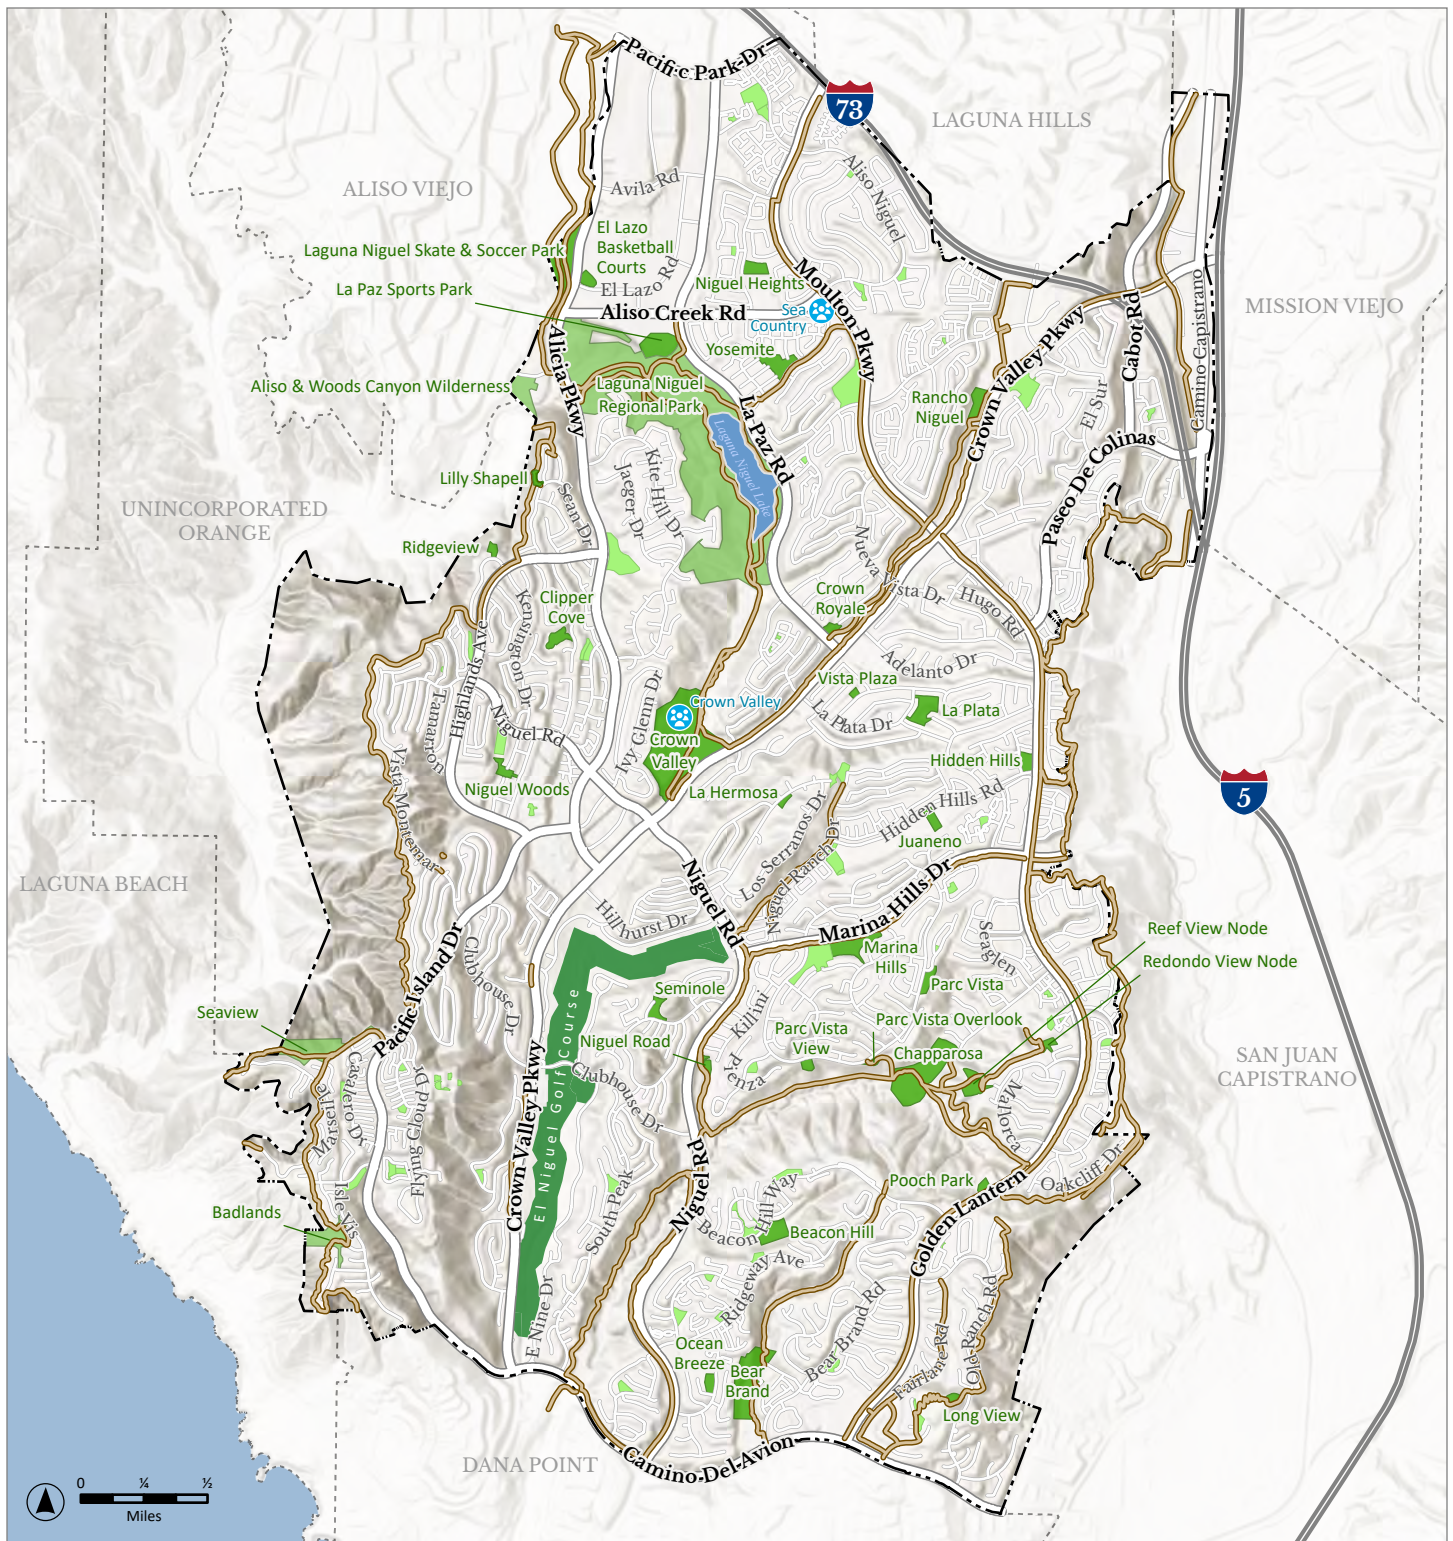 Pacific Park Dr
73
LAGUNA HILLS
ALISO VIEJO
Avila Rd
Aliso Niguel
El Lazo
Basketball
Courts
Laguna Niguel Skate & Soccer Park
El Lazo Rd
Niguel Heights
Moulton Pkwy
La Paz Sports Park
Aliso Creek Rd
Sea
Country
MISSION VIEJO
Camino Capistrano
Cabot Rd
Crown Valley Pkwy
Alicia Pkwy
Yosemite
Aliso & Woods Canyon Wilderness
Laguna Niguel
Regional Park
La Paz Rd
Rancho
Niguel
El Sur
Laguna Niguel Lake
Paseo De Colinas
Kite Hill Dr
Jaeger Dr
Lilly Shapell
Sean Dr
UNINCORPORATED
ORANGE
Ridgeview
Nueva Vista Dr
Hugo Rd
Crown
Royale
Clipper
Cove
Kensington Dr
Highlands Ave
Tamarron
Niguel Rd
Ivy Glenn Dr
Adelanto Dr
Vista Plaza
La Plata
La Plata Dr
Crown Valley
Crown
Valley
Hidden Hills
Niguel Woods
La Hermosa
Vista Montemar
Los Serranos Dr
Niguel Ranch Dr
Hidden Hills Rd
Juaneno
5
LAGUNA BEACH
Niguel Rd
Marina Hills Dr
Hillhurst Dr
Pacific Island Dr
Clubhouse Dr
Marina
Hills
Seaglen
Reef View Node
Redondo View Node
Seminole
Parc Vista
Seaview
Killini
Parc Vista
View
Parc Vista Overlook
Niguel Road
Chapparosa
Pienza
El Niguel Golf Course
Crown Valley Pkwy
Clubhouse Dr
SAN JUAN
CAPISTRANO
Casalero Dr
Marseille
Flying Cloud Dr
Mallorca
Isle Vis
Niguel Rd
Oakcliff Dr
Pooch Park
Golden Lantern
South Peak
Beacon Hill Way
Beacon Hill
Badlands
Ridgeway Ave
E Nine Dr
Bear Brand Rd
Fairlane Rd
Old Ranch Rd
Ocean
Breeze
Bear
Brand
Long View
Camino Del Avion
DANA POINT
0 ¼ ½
Miles